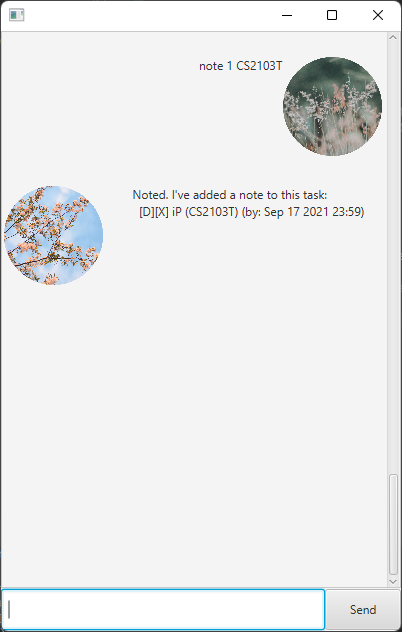 note 1 CS2103T
Noted. I've added a note to this task:
[D][X] iP (CS2103T) (by: Sep 17 2021 23:59)
Send